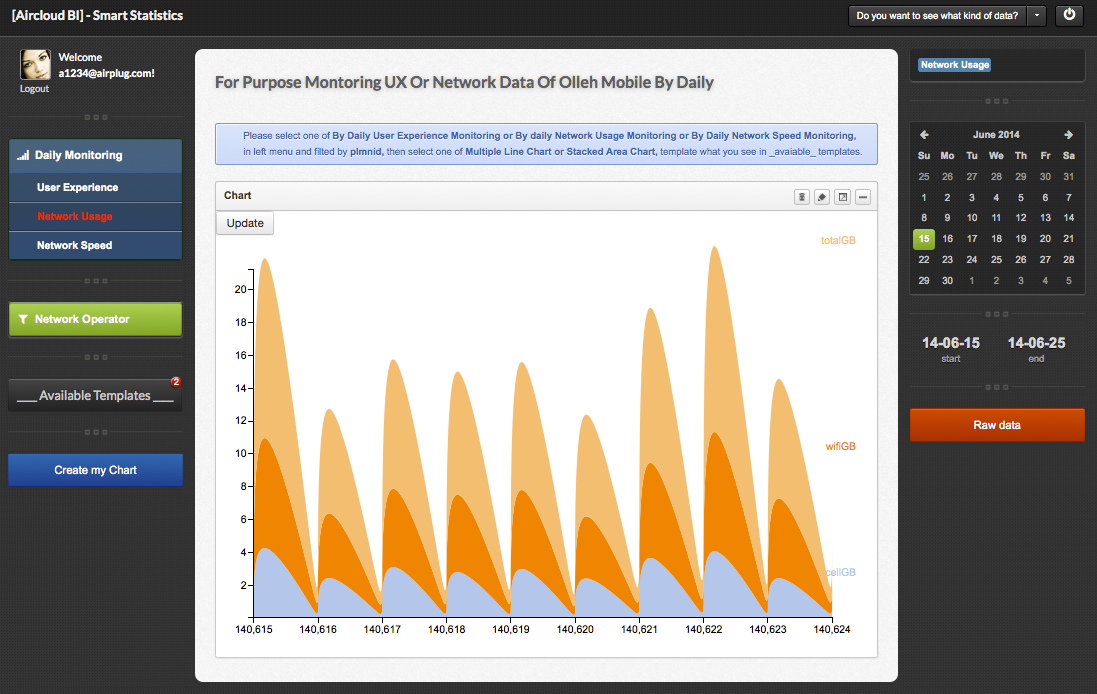 [Aircloud BI] - Smart Statistics
Do you want to see what kind of data?
Welcome
a1234@airplug.com!
Logout
Daily Monitoring
User Experience
Network Usage
Network Speed
Network Operator
2
___ Available Templates ___
Create my Chart
For Purpose Montoring UX Or Network Data Of Olleh Mobile By Daily
Please select one of By Daily User Experience Monitoring or By daily Network Usage Monitoring or By Daily Network Speed Monitoring,
in left menu and filted by plmnid, then select one of Multiple Line Chart or Stacked Area Chart, template what you see in _avaiable_ templates.
Chart
Update
totalGB
wifiGB
cellGB
20
18
16
14
12
10
8
6
4
2
140,615 140,616 140,617 140,618 140,619 140,620 140,621 140,622 140,623 140,624
Network Usage
June 2014
Su Mo Tu We Th Fr Sa
25 26 27 28 29 30 31
1 2 3 4 5 6 7
8 9 10 11 12 13 14
15 16 17 18 19 20 21
22 23 24 25 26 27 28
29 30 1 2 3 4 5
14-06-15 14-06-25
start end
Raw data